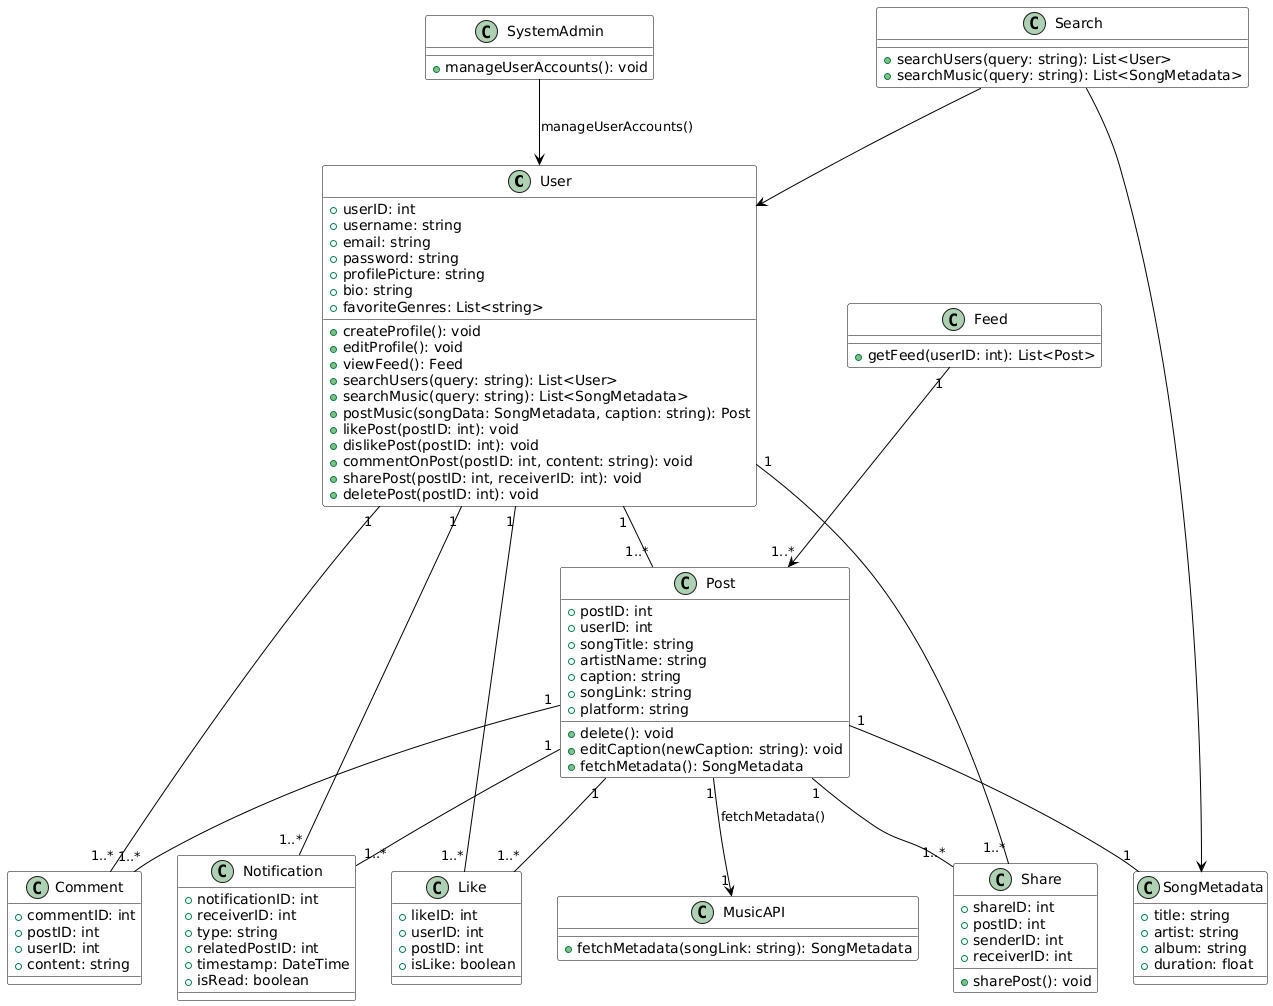 C SystemAdmin
manageUserAccounts(): void
C Search
searchUsers(query: string): List<User>
searchMusic(query: string): List<SongMetadata>
manageUserAccounts()
C User
userID: int
username: string
email: string
password: string
profilePicture: string
bio: string
favoriteGenres: List<string>
createProfile(): void
editProfile(): void
viewFeed(): Feed
searchUsers(query: string): List<User>
searchMusic(query: string): List<SongMetadata>
postMusic(songData: SongMetadata, caption: string): Post
likePost(postID: int): void
dislikePost(postID: int): void
commentOnPost(postID: int, content: string): void
sharePost(postID: int, receiverID: int): void
deletePost(postID: int): void
C Feed
getFeed(userID: int): List<Post>
1
1
1 1 1 1
1..* 1..*
C Post
postID: int
userID: int
songTitle: string
artistName: string
caption: string
songLink: string
platform: string
delete(): void
editCaption(newCaption: string): void
fetchMetadata(): SongMetadata
1
1
1
1 1 1
fetchMetadata()
1..* 1..* 1..* 1..* 1..* 1..* 1 1..* 1..* 1
C Comment
commentID: int
postID: int
userID: int
content: string
C Notification
notificationID: int
receiverID: int
type: string
relatedPostID: int
timestamp: DateTime
isRead: boolean
C Like
likeID: int
userID: int
postID: int
isLike: boolean
C MusicAPI
fetchMetadata(songLink: string): SongMetadata
C Share
shareID: int
postID: int
senderID: int
receiverID: int
sharePost(): void
C SongMetadata
title: string
artist: string
album: string
duration: float